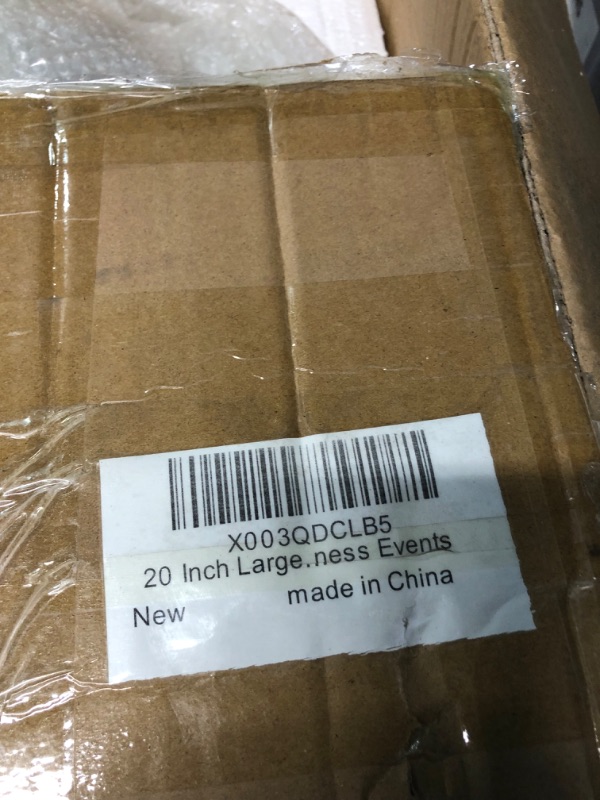 X003QDCLB5
20 Inch Large.ness Events
New made in China